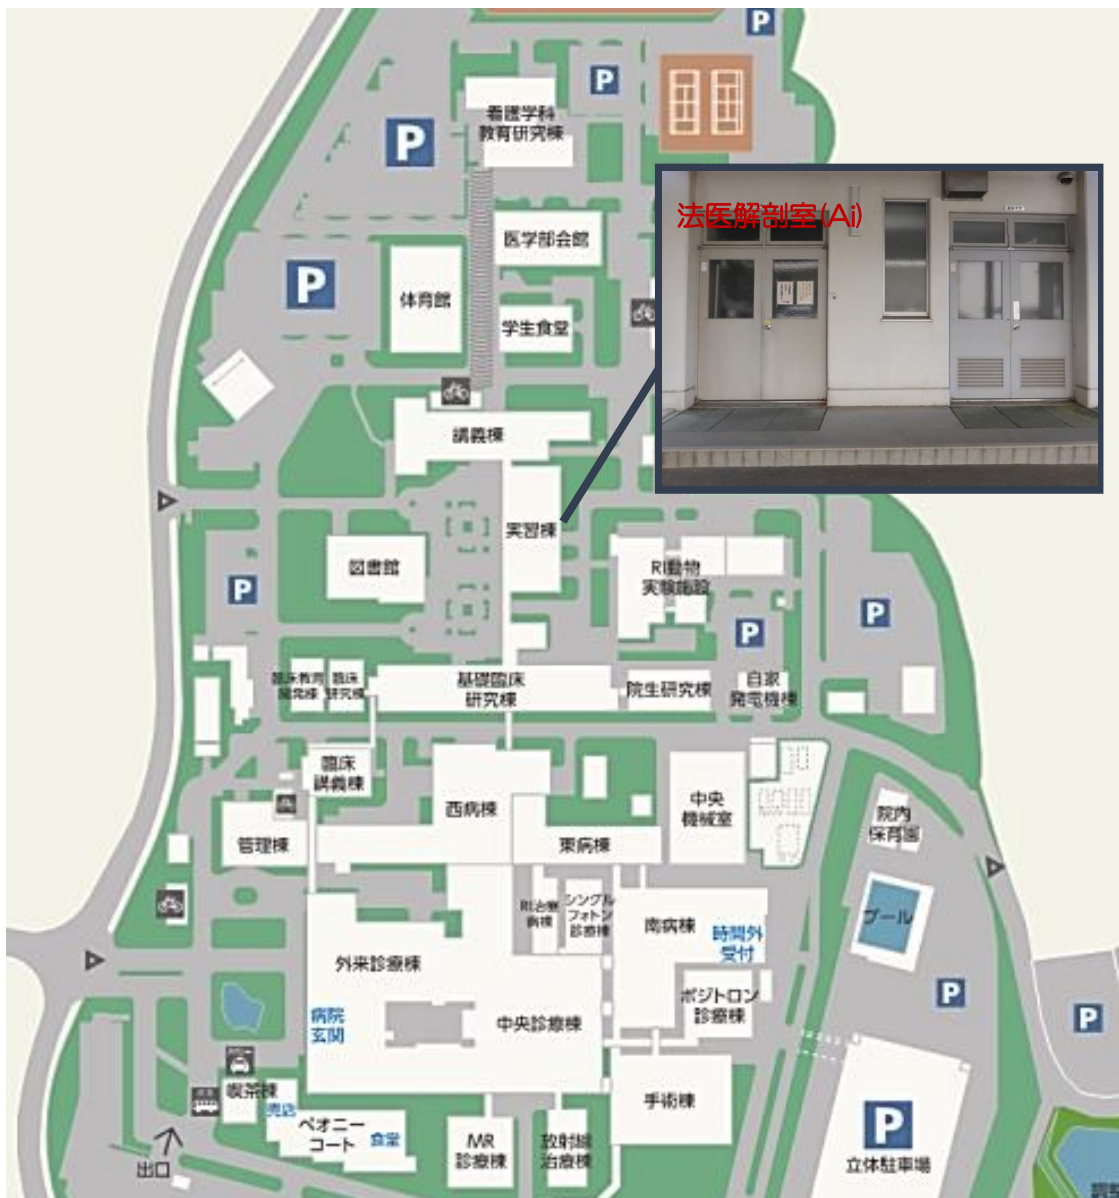 P
P
看護学科
教育研究棟
P
法医解剖室(Ai)
医学部会館
P
体育館
学生食堂
講義棟
実習棟
図書館
RI動物
実験施設
P
P
P
臨床教育
開発棟
臨床
研究棟
基礎臨床
研究棟
院生研究棟
自家
発電機棟
臨床
講義棟
西病棟
中央
機械室
管理棟
東病棟
院内
保育園
RI治療
病棟
シングル
フォトン
診療棟
南病棟
時間外
受付
プール
外来診療棟
ポジトロン
診療棟
P
病院
玄関
中央診療棟
P
喫茶棟
売店
ペオニー
コート
食堂
手術棟
P
MR
診療棟
放射線
治療棟
立体駐車場
出口